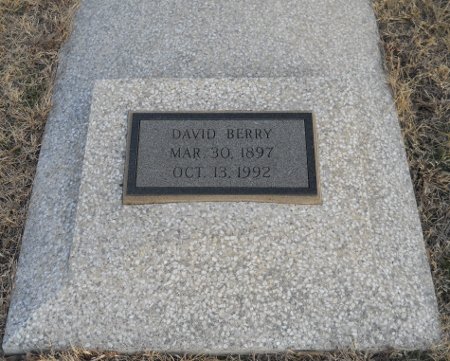 DAVID BERRY
MAR. 30, 1897
OCT. 13, 1992